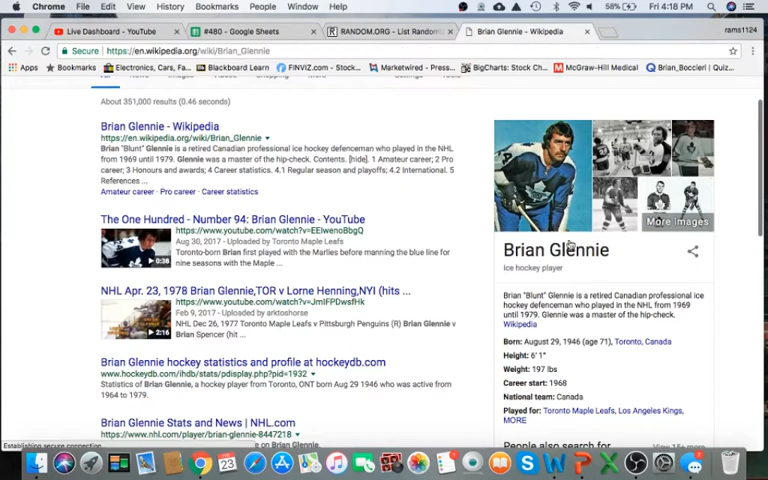 Chrome File Edit View History Bookmarks People Window Help 58% Fri 4:18 PM
Live Dashboard - YouTube #480 - Google Sheets RANDOM.ORG - List Randomi Brian Glennie - Wikipedia rams1124
Secure https://en.wikipedia.org/wiki/Brian_Glennie
Apps Bookmarks Electronics, Cars, Fa... Blackboard Learn FINVIZ.com - Stock... Marketwired - Press... BigCharts: Stock Ch... McGraw-Hill Medical Brian_Boccieri | Quiz...
About 351,000 results (0.46 seconds)
Brian Glennie - Wikipedia
https://en.wikipedia.org/wiki/Brian_Glennie
Brian "Blunt" Glennie is a retired Canadian professional ice hockey defenceman who played in the NHL
from 1969 until 1979. Glennie was a master of the hip-check. Contents. [hide]. 1 Amateur career; 2 Pro
career; 3 Honours and awards; 4 Career statistics. 4.1 Regular season and playoffs; 4.2 International. 5
References ...
Amateur career · Pro career · Career statistics
The One Hundred - Number 94: Brian Glennie - YouTube
https://www.youtube.com/watch?v=EEIwenoBbgQ
Aug 30, 2017 - Uploaded by Toronto Maple Leafs
Toronto-born Brian first played with the Marlies before manning the blue line for
nine seasons with the Maple ...
0:38
NHL Apr. 23, 1978 Brian Glennie,TOR v Lorne Henning,NYI (hits ...
https://www.youtube.com/watch?v=JmIFPDwsfHk
Feb 9, 2017 - Uploaded by arktoshorse
NHL Dec 26, 1977 Toronto Maple Leafs v Pittsburgh Penguins (R) Brian Glennie v
Brian Spencer (hit ...
2:16
Brian Glennie hockey statistics and profile at hockeydb.com
www.hockeydb.com/ihdb/stats/pdisplay.php?pid=1932
Statistics of Brian Glennie, a hockey player from Toronto, ONT born Aug 29 1946 who was active from
1964 to 1979.
Brian Glennie Stats and News | NHL.com
https://www.nhl.com/player/brian-glennie-8447218
Establishing secure connection...
More images
Brian Glennie
Ice hockey player
Brian "Blunt" Glennie is a retired Canadian professional ice
hockey defenceman who played in the NHL from 1969
until 1979. Glennie was a master of the hip-check.
Wikipedia
Born: August 29, 1946 (age 71), Toronto, Canada
Height: 6′ 1″
Weight: 197 lbs
Career start: 1968
National team: Canada
Played for: Toronto Maple Leafs, Los Angeles Kings,
MORE
People also search for